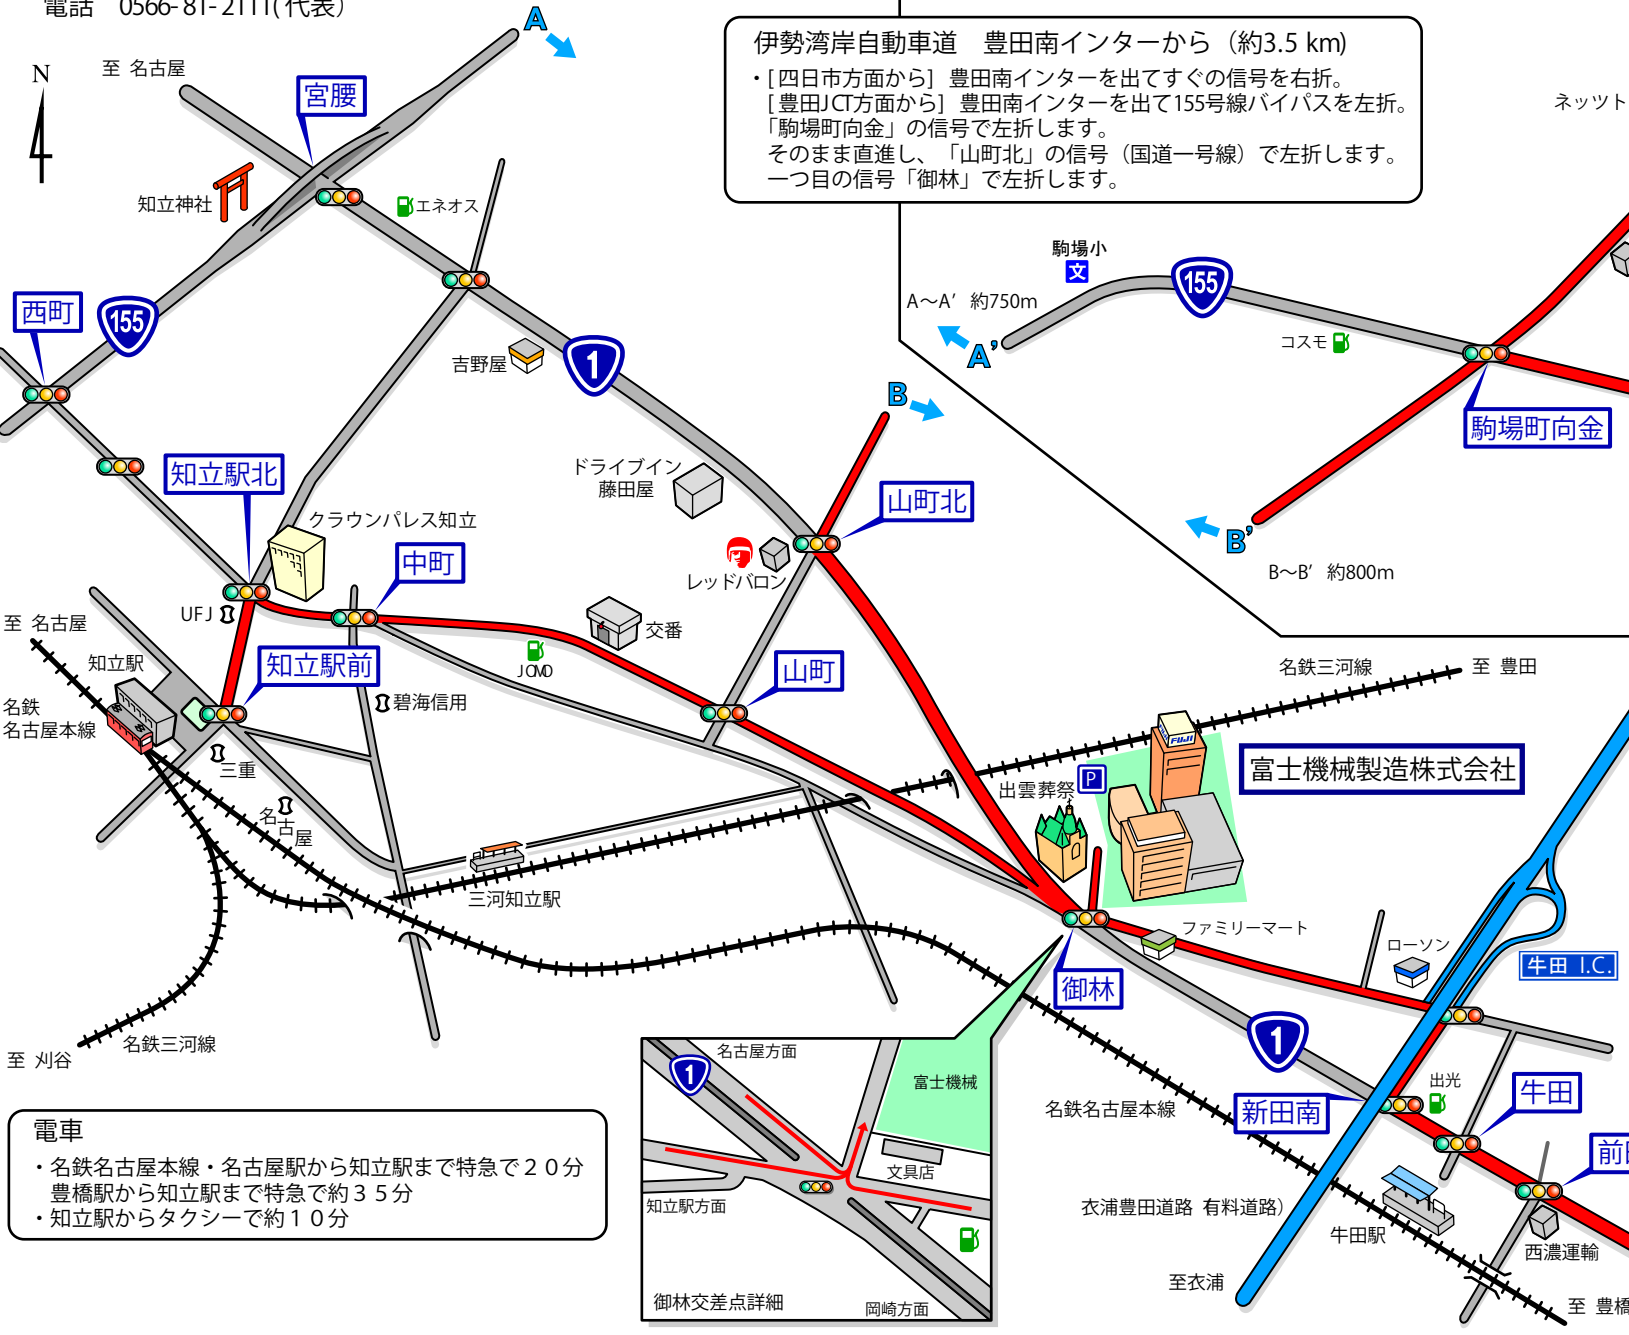 電話　0566-81-2111(代表)
A
伊勢湾岸自動車道　豊田南インターから（約3.5 km)
・[四日市方面から]　豊田南インターを出てすぐの信号を右折。
[豊田JCT方面から]　豊田南インターを出て155号線バイパスを左折。
「駒場町向金」の信号で左折します。
そのまま直進し、「山町北」の信号（国道一号線）で左折します。
一つ目の信号「御林」で左折します。
N
至 名古屋
宮腰
ネッツト
知立神社
エネオス
駒場小
文
155
A～A' 約750m
西町
155
A'
コスモ
吉野屋
1
B
駒場町向金
ドライブイン
藤田屋
知立駅北
山町北
クラウンパレス知立
B'
中町
レッドバロン
B～B' 約800m
UFJ
至 名古屋
交番
知立駅
知立駅前
JOMO
山町
名鉄三河線
至 豊田
名鉄
名古屋本線
碧海信用
FUJI
三重
富士機械製造株式会社
出雲葬祭
P
名古屋
三河知立駅
ファミリーマート
ローソン
牛田 I.C.
御林
1
名鉄三河線
至 刈谷
名古屋方面
1
富士機械
出光
牛田
名鉄名古屋本線
新田南
電車
・名鉄名古屋本線・名古屋駅から知立駅まで特急で２０分
豊橋駅から知立駅まで特急で約３５分
・知立駅からタクシーで約１０分
文具店
知立駅方面
衣浦豊田道路 有料道路）
牛田駅
西濃運輸
至衣浦
御林交差点詳細
岡崎方面
至 豊橋